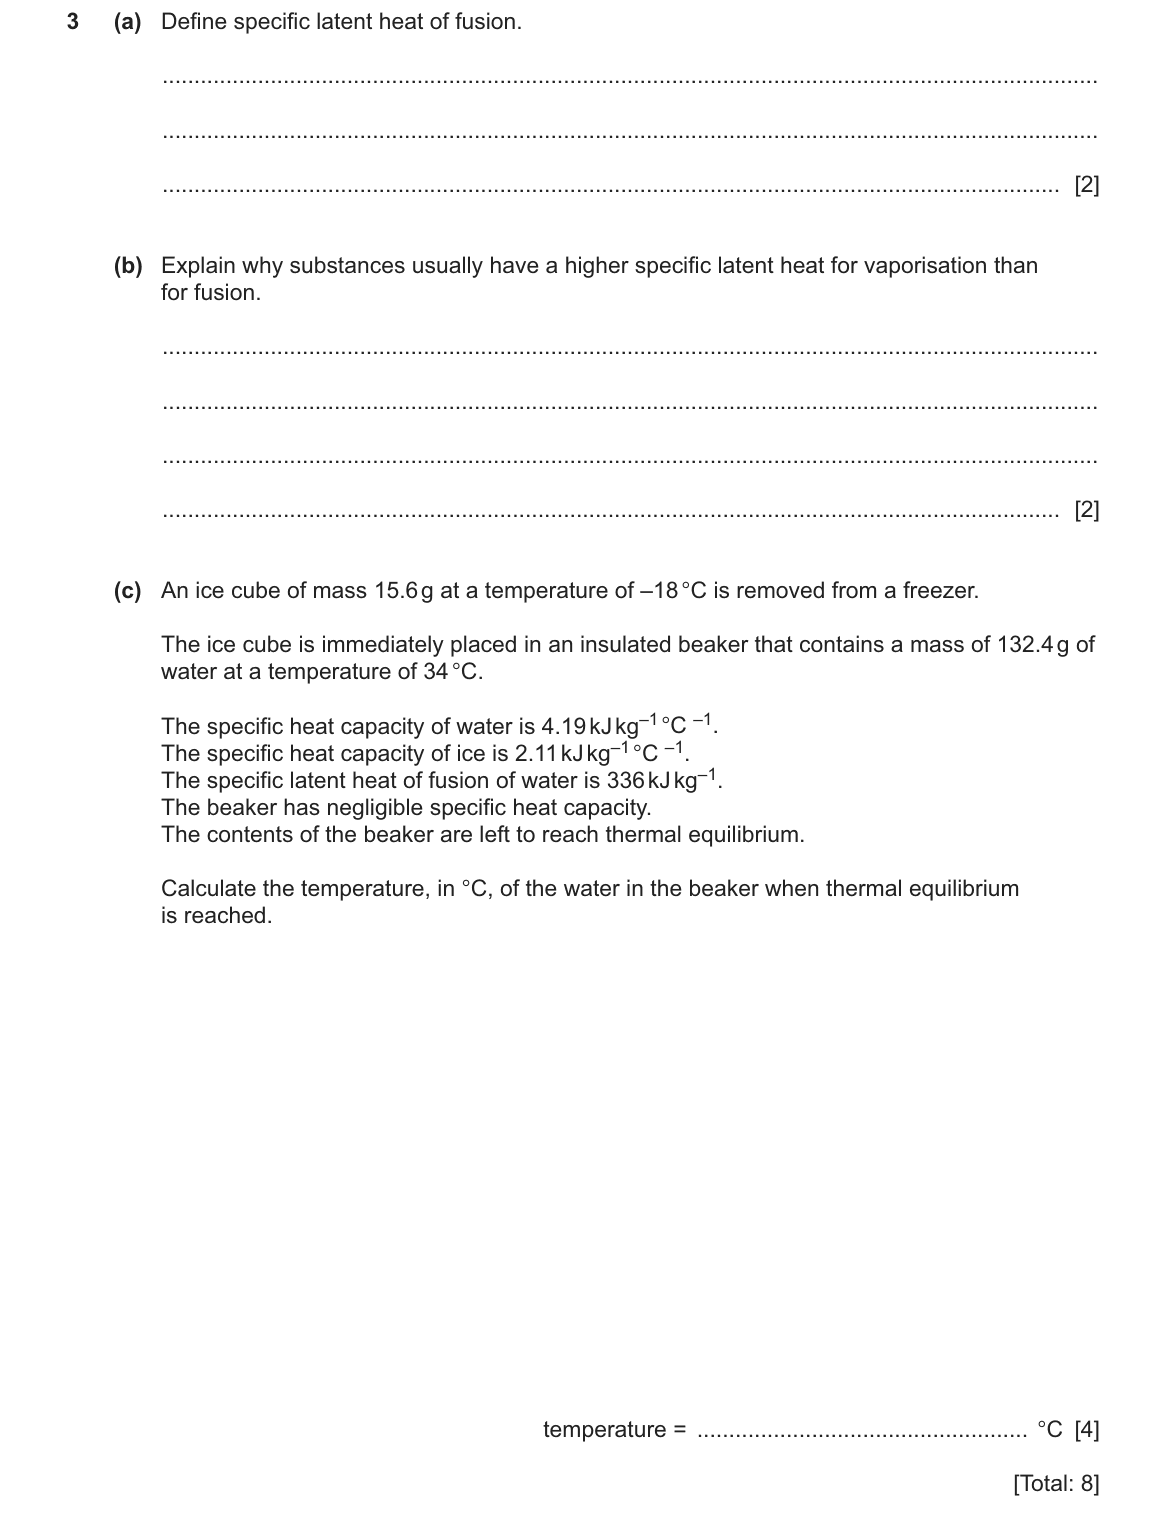 3 (a) Define specific latent heat of fusion.
..........................................................................................................................................
..........................................................................................................................................
..................................................................................................................................... [2]
(b) Explain why substances usually have a higher specific latent heat for vaporisation than
for fusion.
..........................................................................................................................................
..........................................................................................................................................
..........................................................................................................................................
..................................................................................................................................... [2]
(c) An ice cube of mass 15.6 g at a temperature of –18 °C is removed from a freezer.
The ice cube is immediately placed in an insulated beaker that contains a mass of 132.4 g of
water at a temperature of 34 °C.
The specific heat capacity of water is 4.19 kJ kg⁻¹ °C ⁻¹.
The specific heat capacity of ice is 2.11 kJ kg⁻¹ °C ⁻¹.
The specific latent heat of fusion of water is 336 kJ kg⁻¹.
The beaker has negligible specific heat capacity.
The contents of the beaker are left to reach thermal equilibrium.
Calculate the temperature, in °C, of the water in the beaker when thermal equilibrium
is reached.
temperature = .................................................... °C [4]
[Total: 8]